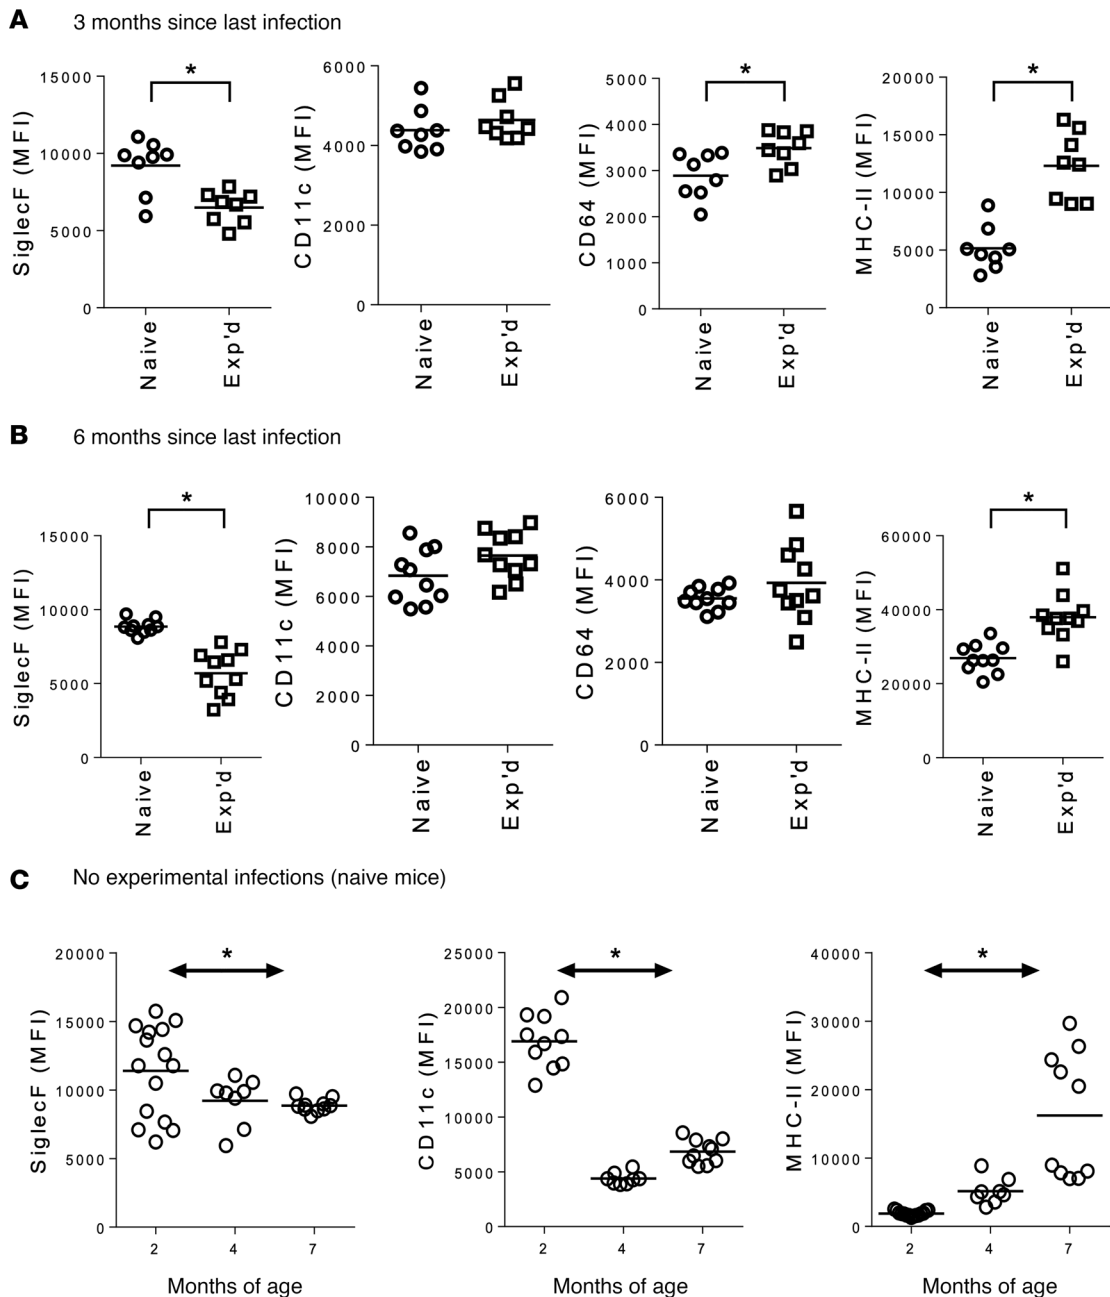 A 3 months since last infection
SiglecF (MFI)
15000
10000
5000
0
*
Naive
Exp'd
CD11c (MFI)
6000
4000
2000
0
Naive
Exp'd
CD64 (MFI)
5000
4000
3000
2000
1000
0
*
Naive
Exp'd
MHC-II (MFI)
20000
15000
10000
5000
0
*
Naive
Exp'd
B 6 months since last infection
SiglecF (MFI)
15000
10000
5000
0
*
Naive
Exp'd
CD11c (MFI)
10000
8000
6000
4000
2000
0
Naive
Exp'd
CD64 (MFI)
6000
4000
2000
0
Naive
Exp'd
MHC-II (MFI)
60000
40000
20000
0
*
Naive
Exp'd
C No experimental infections (naive mice)
SiglecF (MFI)
20000
15000
10000
5000
0
*
2 4 7
Months of age
CD11c (MFI)
25000
20000
15000
10000
5000
0
*
2 4 7
Months of age
MHC-II (MFI)
40000
30000
20000
10000
0
*
2 4 7
Months of age